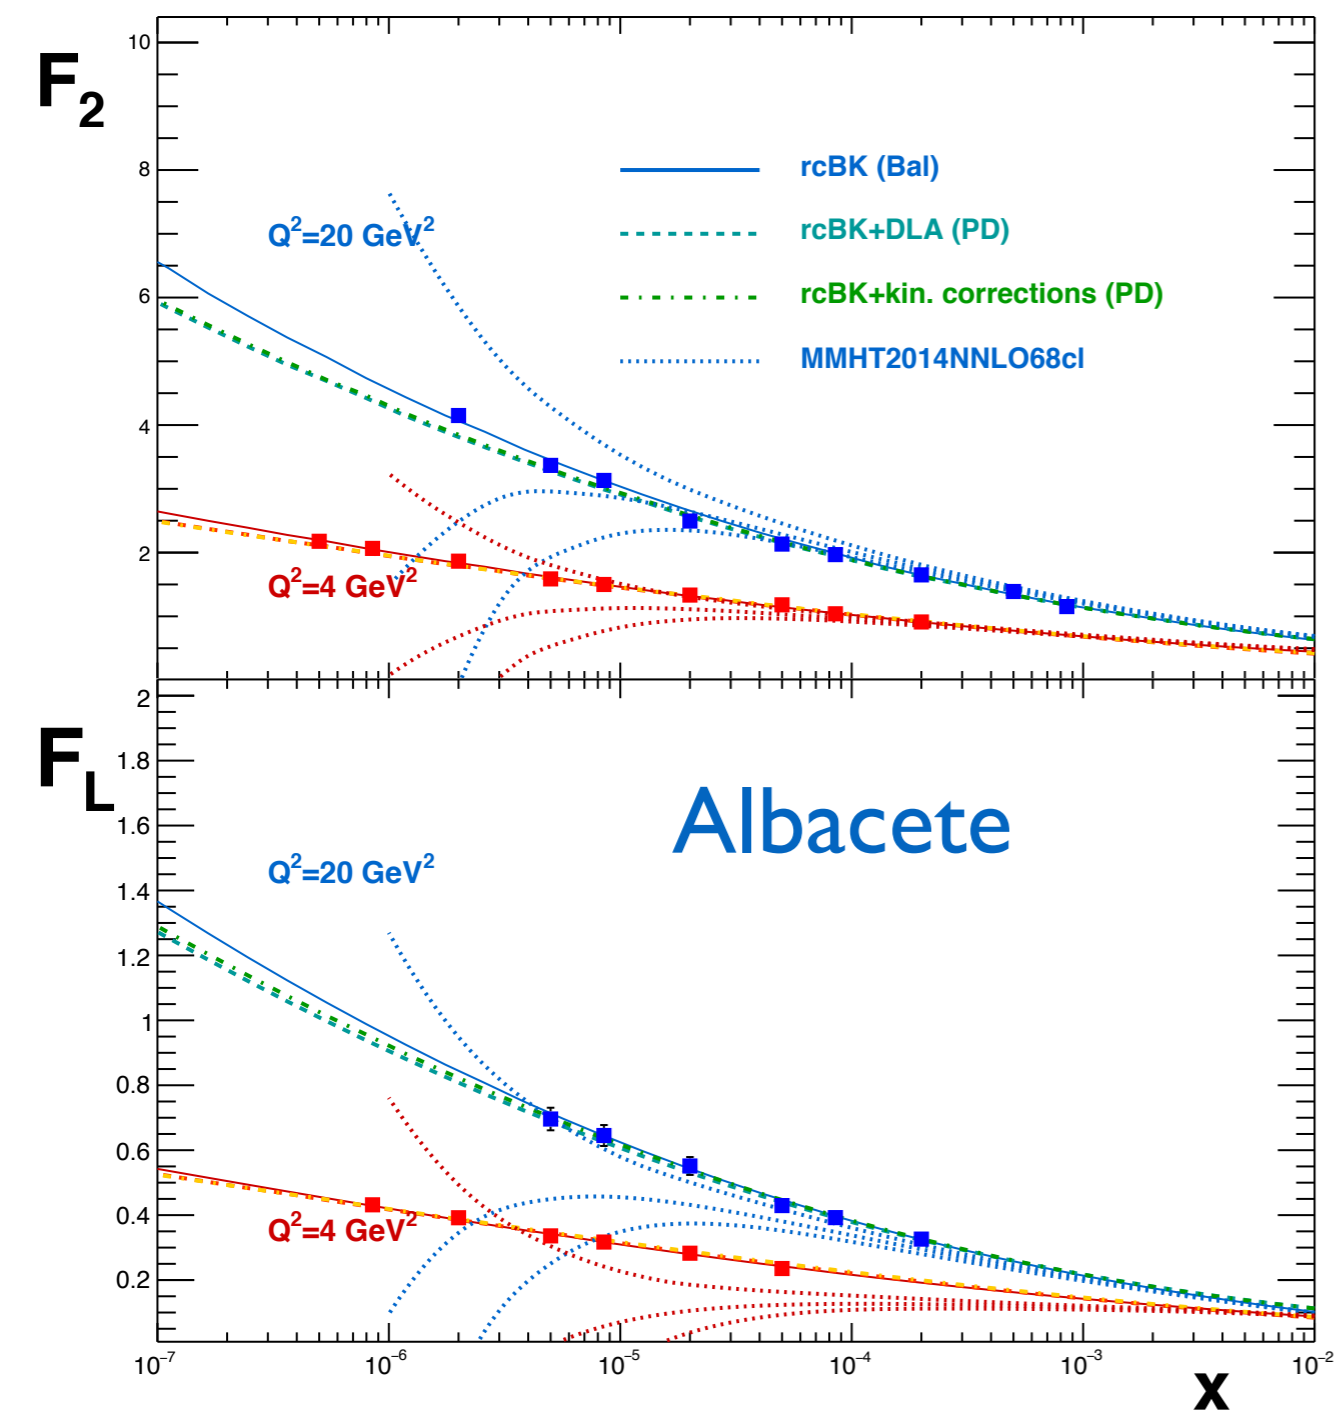 F₂
10
8
6
4
2
rcBK (Bal)
rcBK+DLA (PD)
rcBK+kin. corrections (PD)
MMHT2014NNLO68cl
Q²=20 GeV²
Q²=4 GeV²
F_L
2
1.8
1.6
1.4
1.2
1
0.8
0.6
0.4
0.2
Albacete
Q²=20 GeV²
Q²=4 GeV²
10⁻⁷ 10⁻⁶ 10⁻⁵ 10⁻⁴ 10⁻³ 10⁻²
x